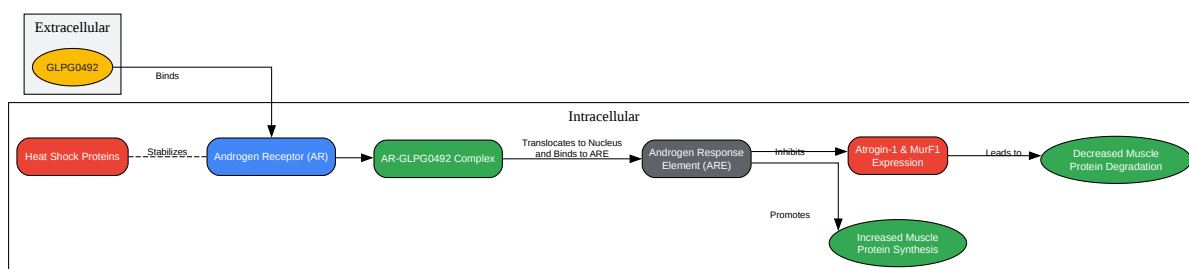 Extracellular
GLPG0492
Binds
Intracellular
Heat Shock Proteins
Stabilizes
Androgen Receptor (AR)
AR-GLPG0492 Complex
Translocates to Nucleus
and Binds to ARE
Androgen Response
Element (ARE)
Inhibits
Atrogin-1 & MurF1
Expression
Leads to
Decreased Muscle
Protein Degradation
Promotes
Increased Muscle
Protein Synthesis